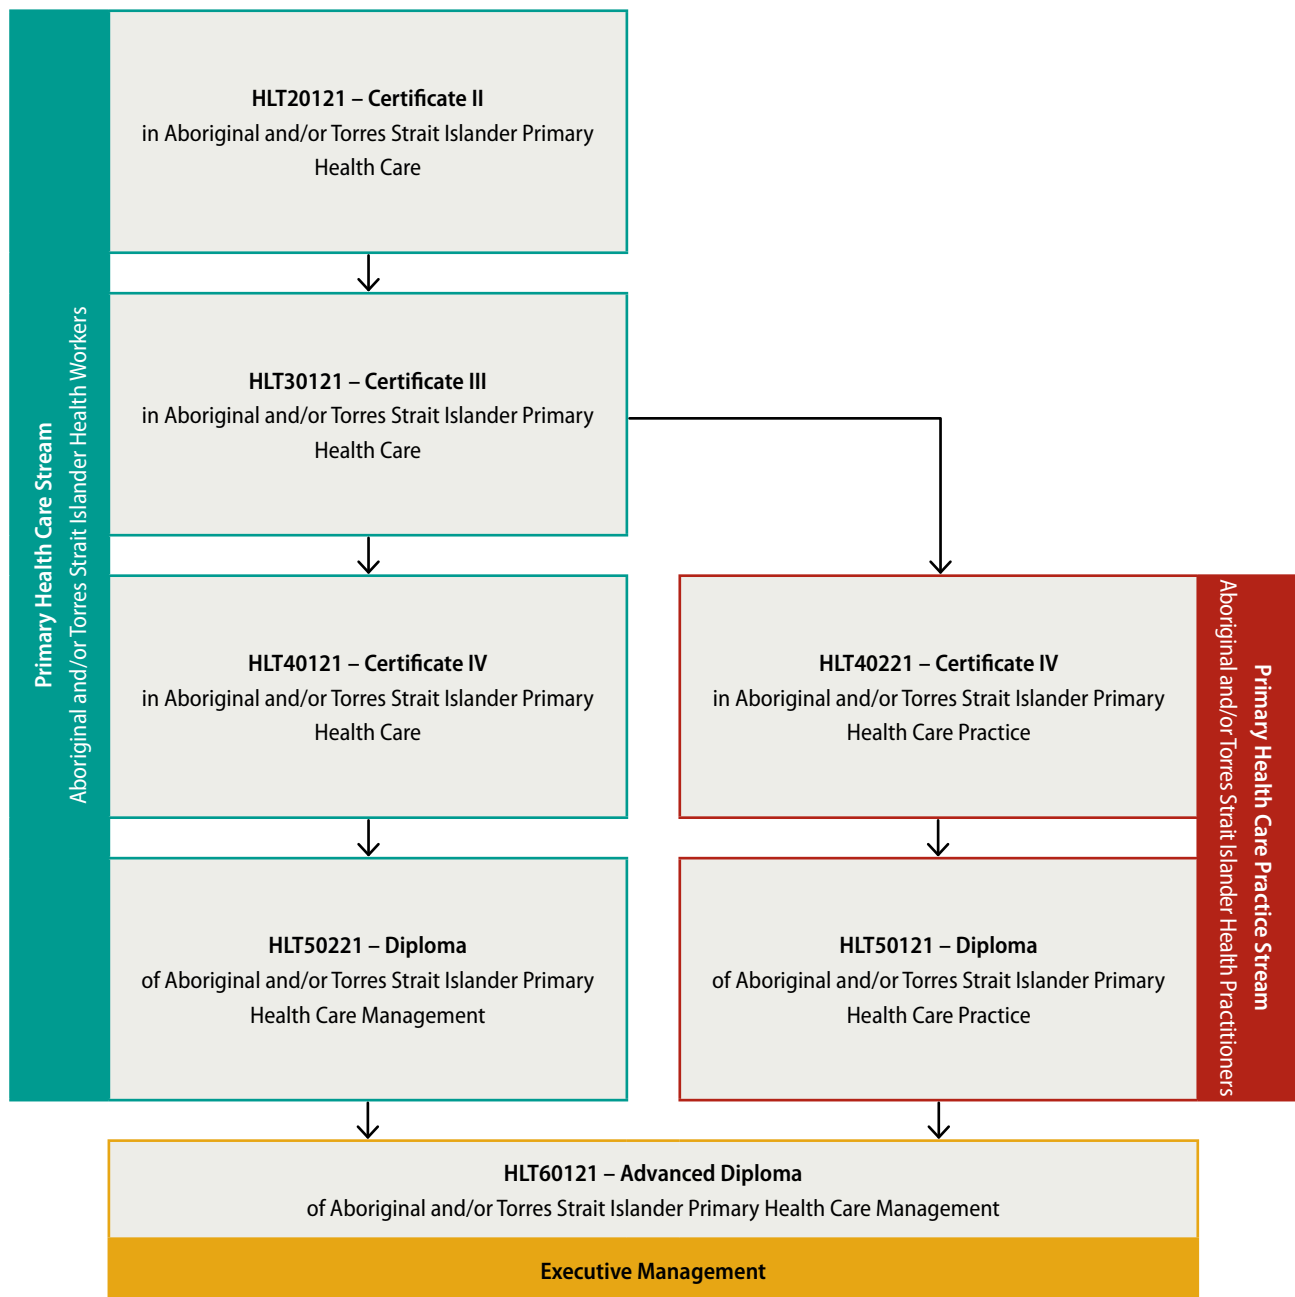 Primary Health Care Stream
Aboriginal and/or Torres Strait Islander Health Workers
HLT20121 – Certificate II
in Aboriginal and/or Torres Strait Islander Primary
Health Care
HLT30121 – Certificate III
in Aboriginal and/or Torres Strait Islander Primary
Health Care
HLT40121 – Certificate IV
in Aboriginal and/or Torres Strait Islander Primary
Health Care
HLT50221 – Diploma
of Aboriginal and/or Torres Strait Islander Primary
Health Care Management
HLT40221 – Certificate IV
in Aboriginal and/or Torres Strait Islander Primary
Health Care Practice
HLT50121 – Diploma
of Aboriginal and/or Torres Strait Islander Primary
Health Care Practice
Primary Health Care Practice Stream
Aboriginal and/or Torres Strait Islander Health Practitioners
HLT60121 – Advanced Diploma
of Aboriginal and/or Torres Strait Islander Primary Health Care Management
Executive Management